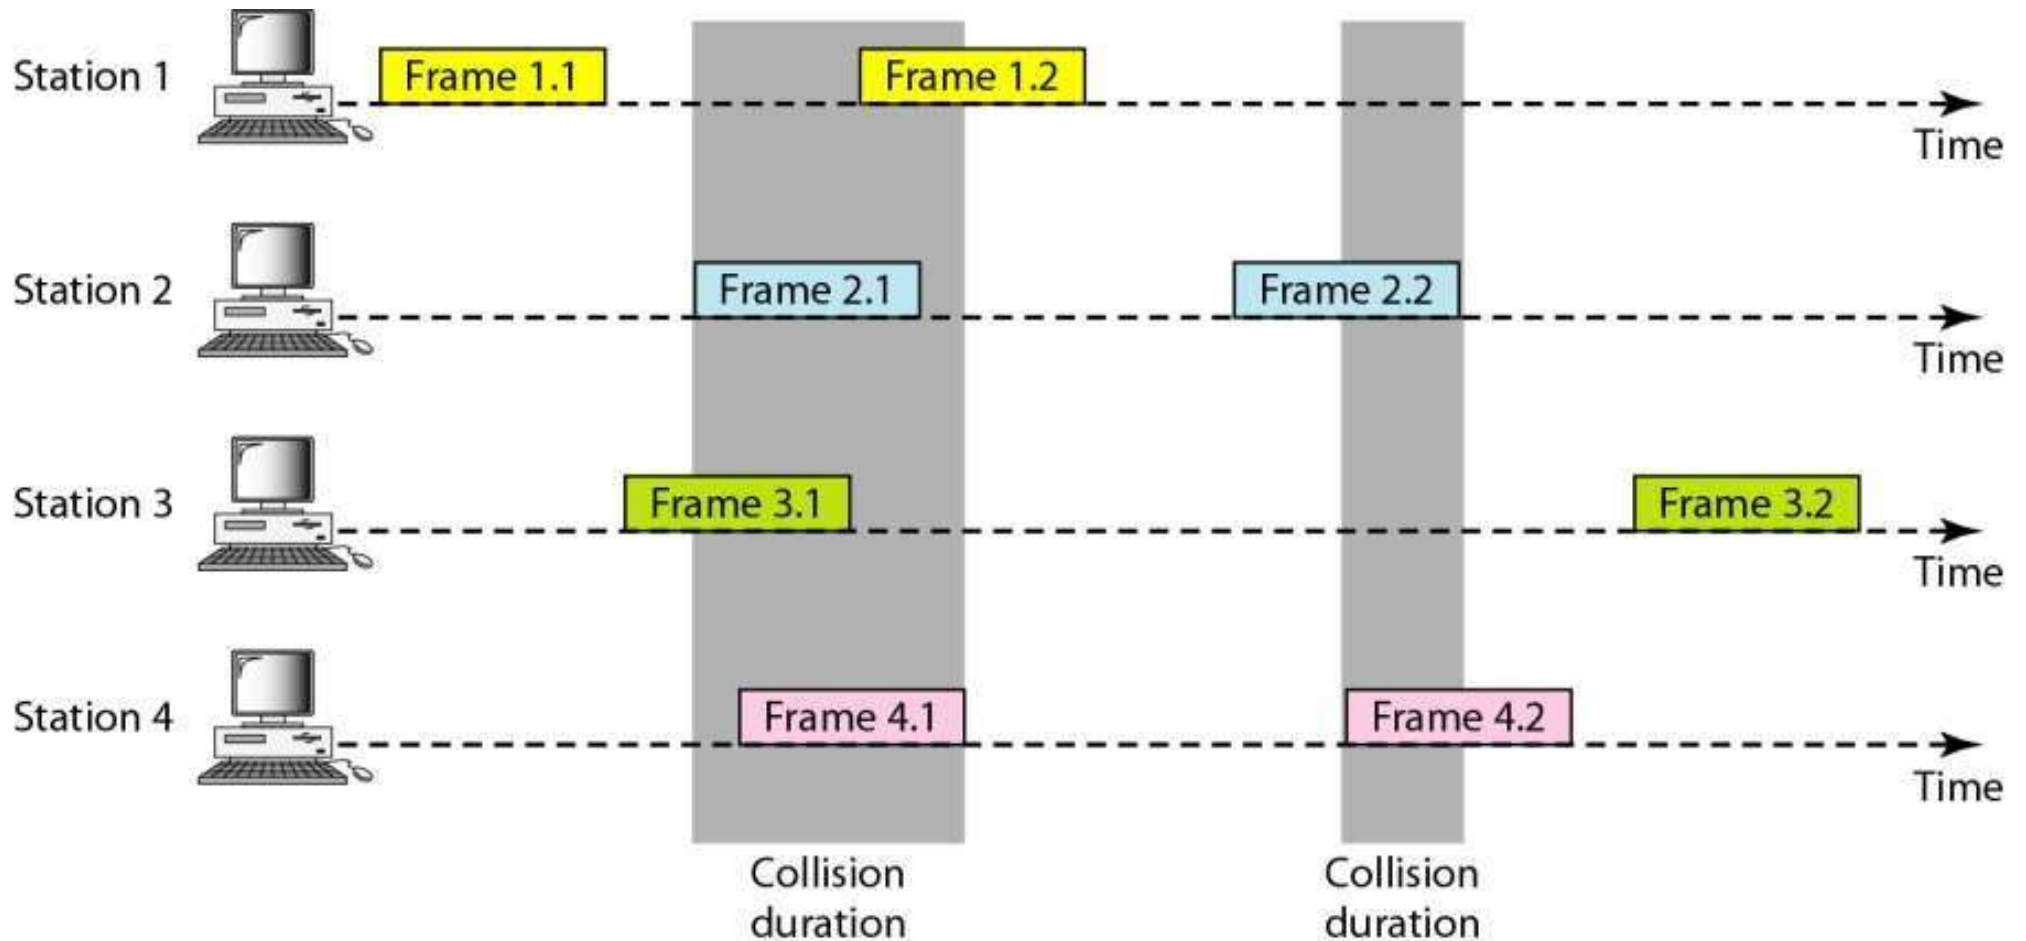 Station 1
Frame 1.1
Frame 1.2
Time
Station 2
Frame 2.1
Frame 2.2
Time
Station 3
Frame 3.1
Frame 3.2
Time
Station 4
Frame 4.1
Frame 4.2
Time
Collision
duration
Collision
duration